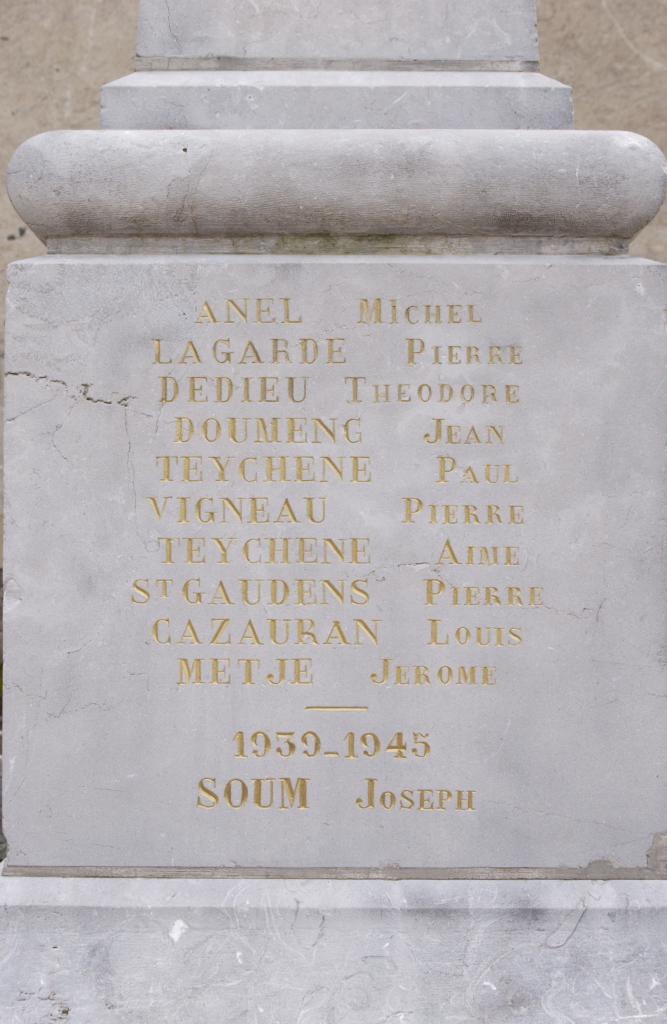 ANEL MICHEL
LAGARDE PIERRE
DEDIEU THEODORE
DOUMENG JEAN
TEYCHENE PAUL
VIGNEAU PIERRE
TEYCHENE AIME
ST GAUDENS PIERRE
CAZAURAN LOUIS
METJE JEROME
1939-1945
SOUM JOSEPH